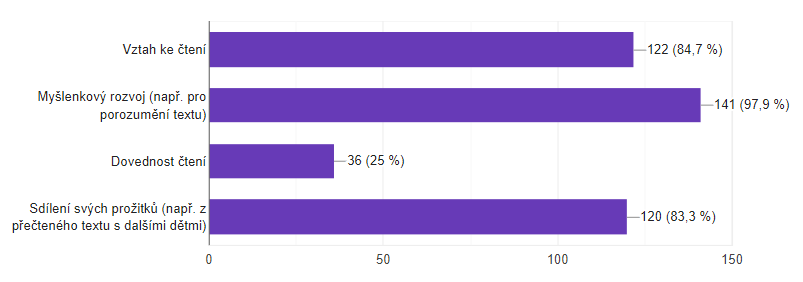 Vztah ke čtení
122 (84,7 %)
Myšlenkový rozvoj (např. pro
porozumění textu)
141 (97,9 %)
Dovednost čtení
36 (25 %)
Sdílení svých prožitků (např. z
přečteného textu s dalšími dětmi)
120 (83,3 %)
0
50
100
150